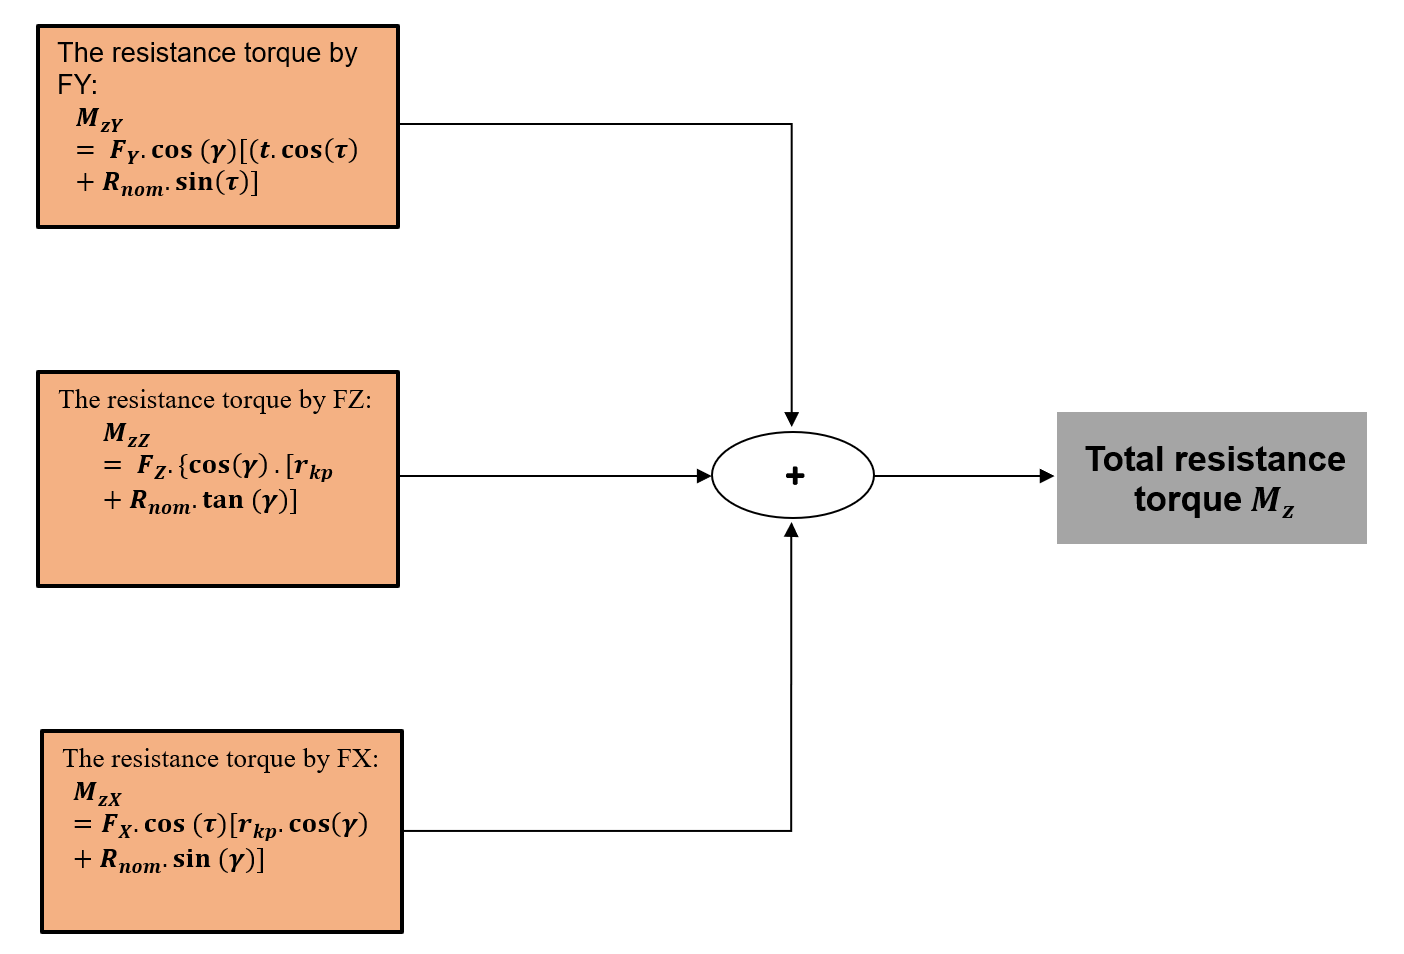 The resistance torque by
FY:
𝑴_𝒛𝒀
= 𝑭_𝒀. 𝐜𝐨𝐬 (𝜸)[(𝒕. 𝐜𝐨𝐬(𝝉)
+ 𝑹_𝒏𝒐𝒎. 𝐬𝐢𝐧(𝝉)]
The resistance torque by FZ:
𝑴_𝒛𝒁
= 𝑭_𝒁. {𝐜𝐨𝐬(𝜸) . [𝒓_𝒌𝒑
+ 𝑹_𝒏𝒐𝒎. 𝐭𝐚𝐧 (𝜸)]
+
Total resistance
torque 𝑴_𝒛
The resistance torque by FX:
𝑴_𝒛𝑿
= 𝑭_𝑿. 𝐜𝐨𝐬 (𝝉)[𝒓_𝒌𝒑. 𝐜𝐨𝐬(𝜸)
+ 𝑹_𝒏𝒐𝒎. 𝐬𝐢𝐧 (𝜸)]